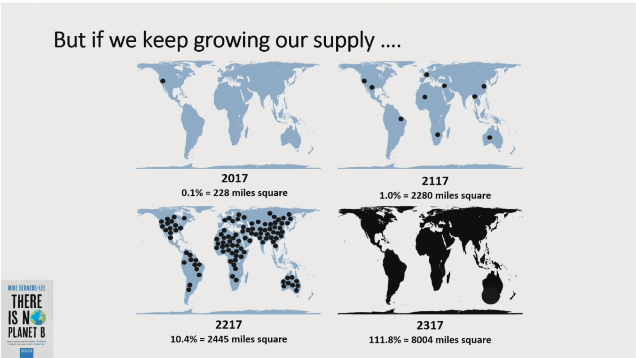 But if we keep growing our supply ….
2017
0.1% = 228 miles square
2117
1.0% = 2280 miles square
2217
10.4% = 2445 miles square
2317
111.8% = 8004 miles square
MIKE BERNERS-LEE
THERE
IS NO
PLANET B